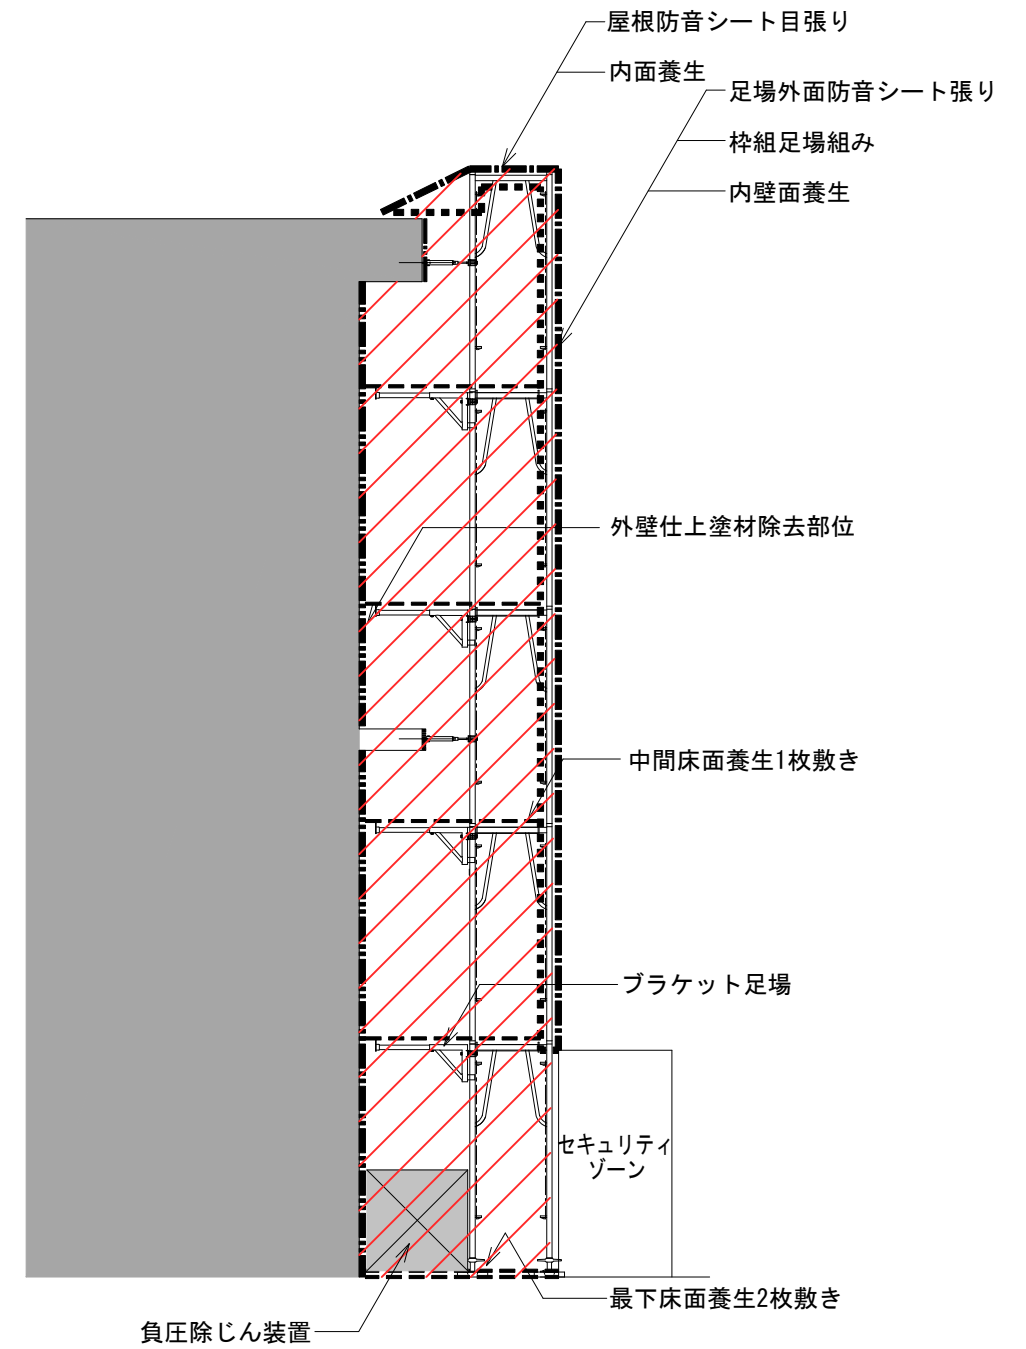 屋根防音シート目張り
内面養生
足場外面防音シート張り
枠組足場組み
内壁面養生
外壁仕上塗材除去部位
中間床面養生1枚敷き
ブラケット足場
セキュリティ
ゾーン
最下床面養生2枚敷き
負圧除じん装置